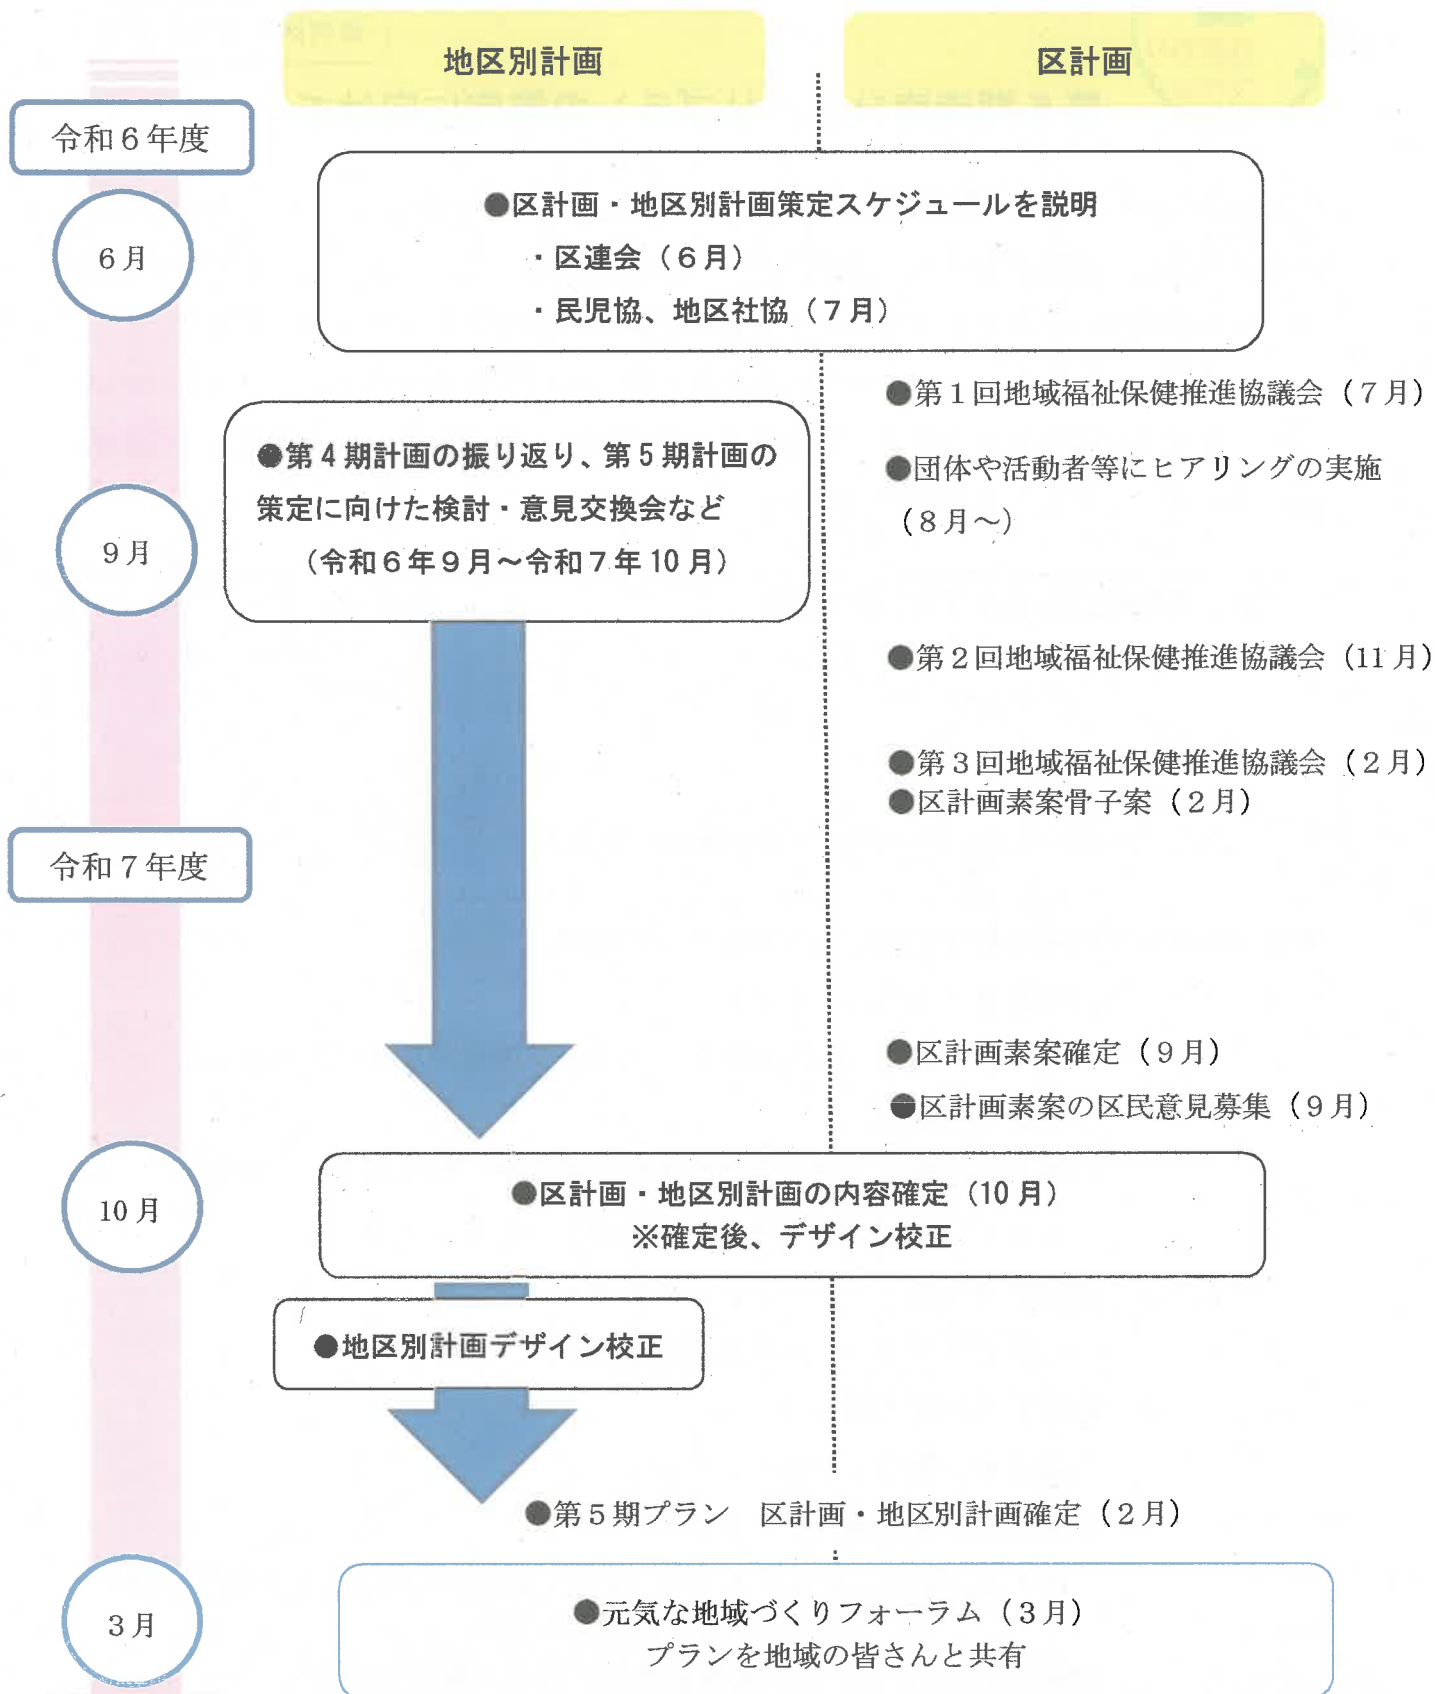 地区別計画
区計画
令和６年度
●区計画・地区別計画策定スケジュールを説明
６月
・区連会（６月）
・民児協、地区社協（７月）
●第１回地域福祉保健推進協議会（７月）
●第４期計画の振り返り、第５期計画の
策定に向けた検討・意見交換会など
（令和６年９月～令和７年10月）
９月
●団体や活動者等にヒアリングの実施
（８月～）
●第２回地域福祉保健推進協議会（11月）
●第３回地域福祉保健推進協議会（２月）
●区計画素案骨子案（２月）
令和７年度
●区計画素案確定（９月）
●区計画素案の区民意見募集（９月）
10月
●区計画・地区別計画の内容確定（10月）
※確定後、デザイン校正
●地区別計画デザイン校正
●第５期プラン　区計画・地区別計画確定（２月）
３月
●元気な地域づくりフォーラム（３月）
プランを地域の皆さんと共有